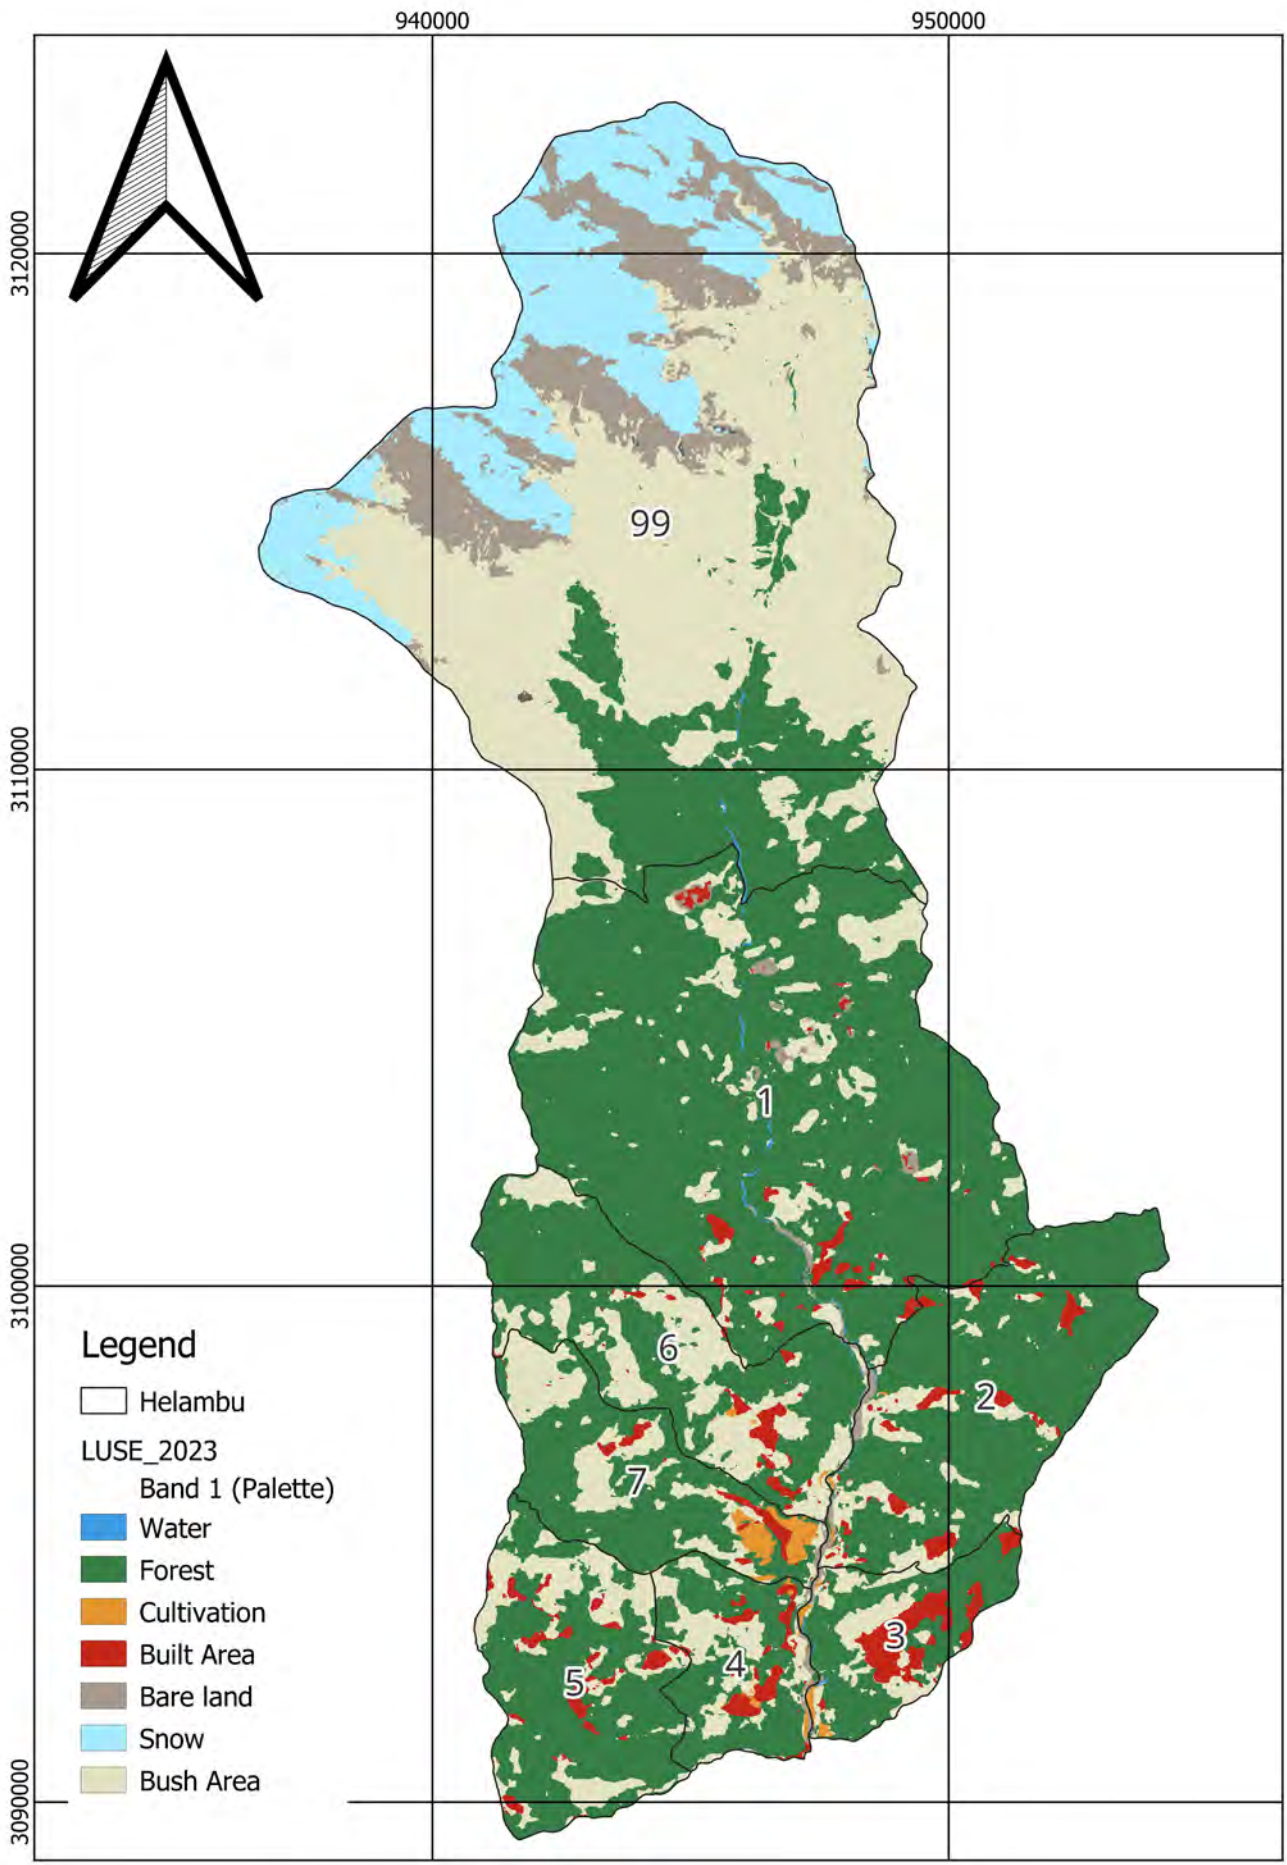 940000 950000
3120000
99
3110000
1
3100000
Legend
Helambu
LUSE_2023
Band 1 (Palette)
Water
Forest
Cultivation
Built Area
Bare land
Snow
Bush Area
6
2
7
3
4
5
3090000